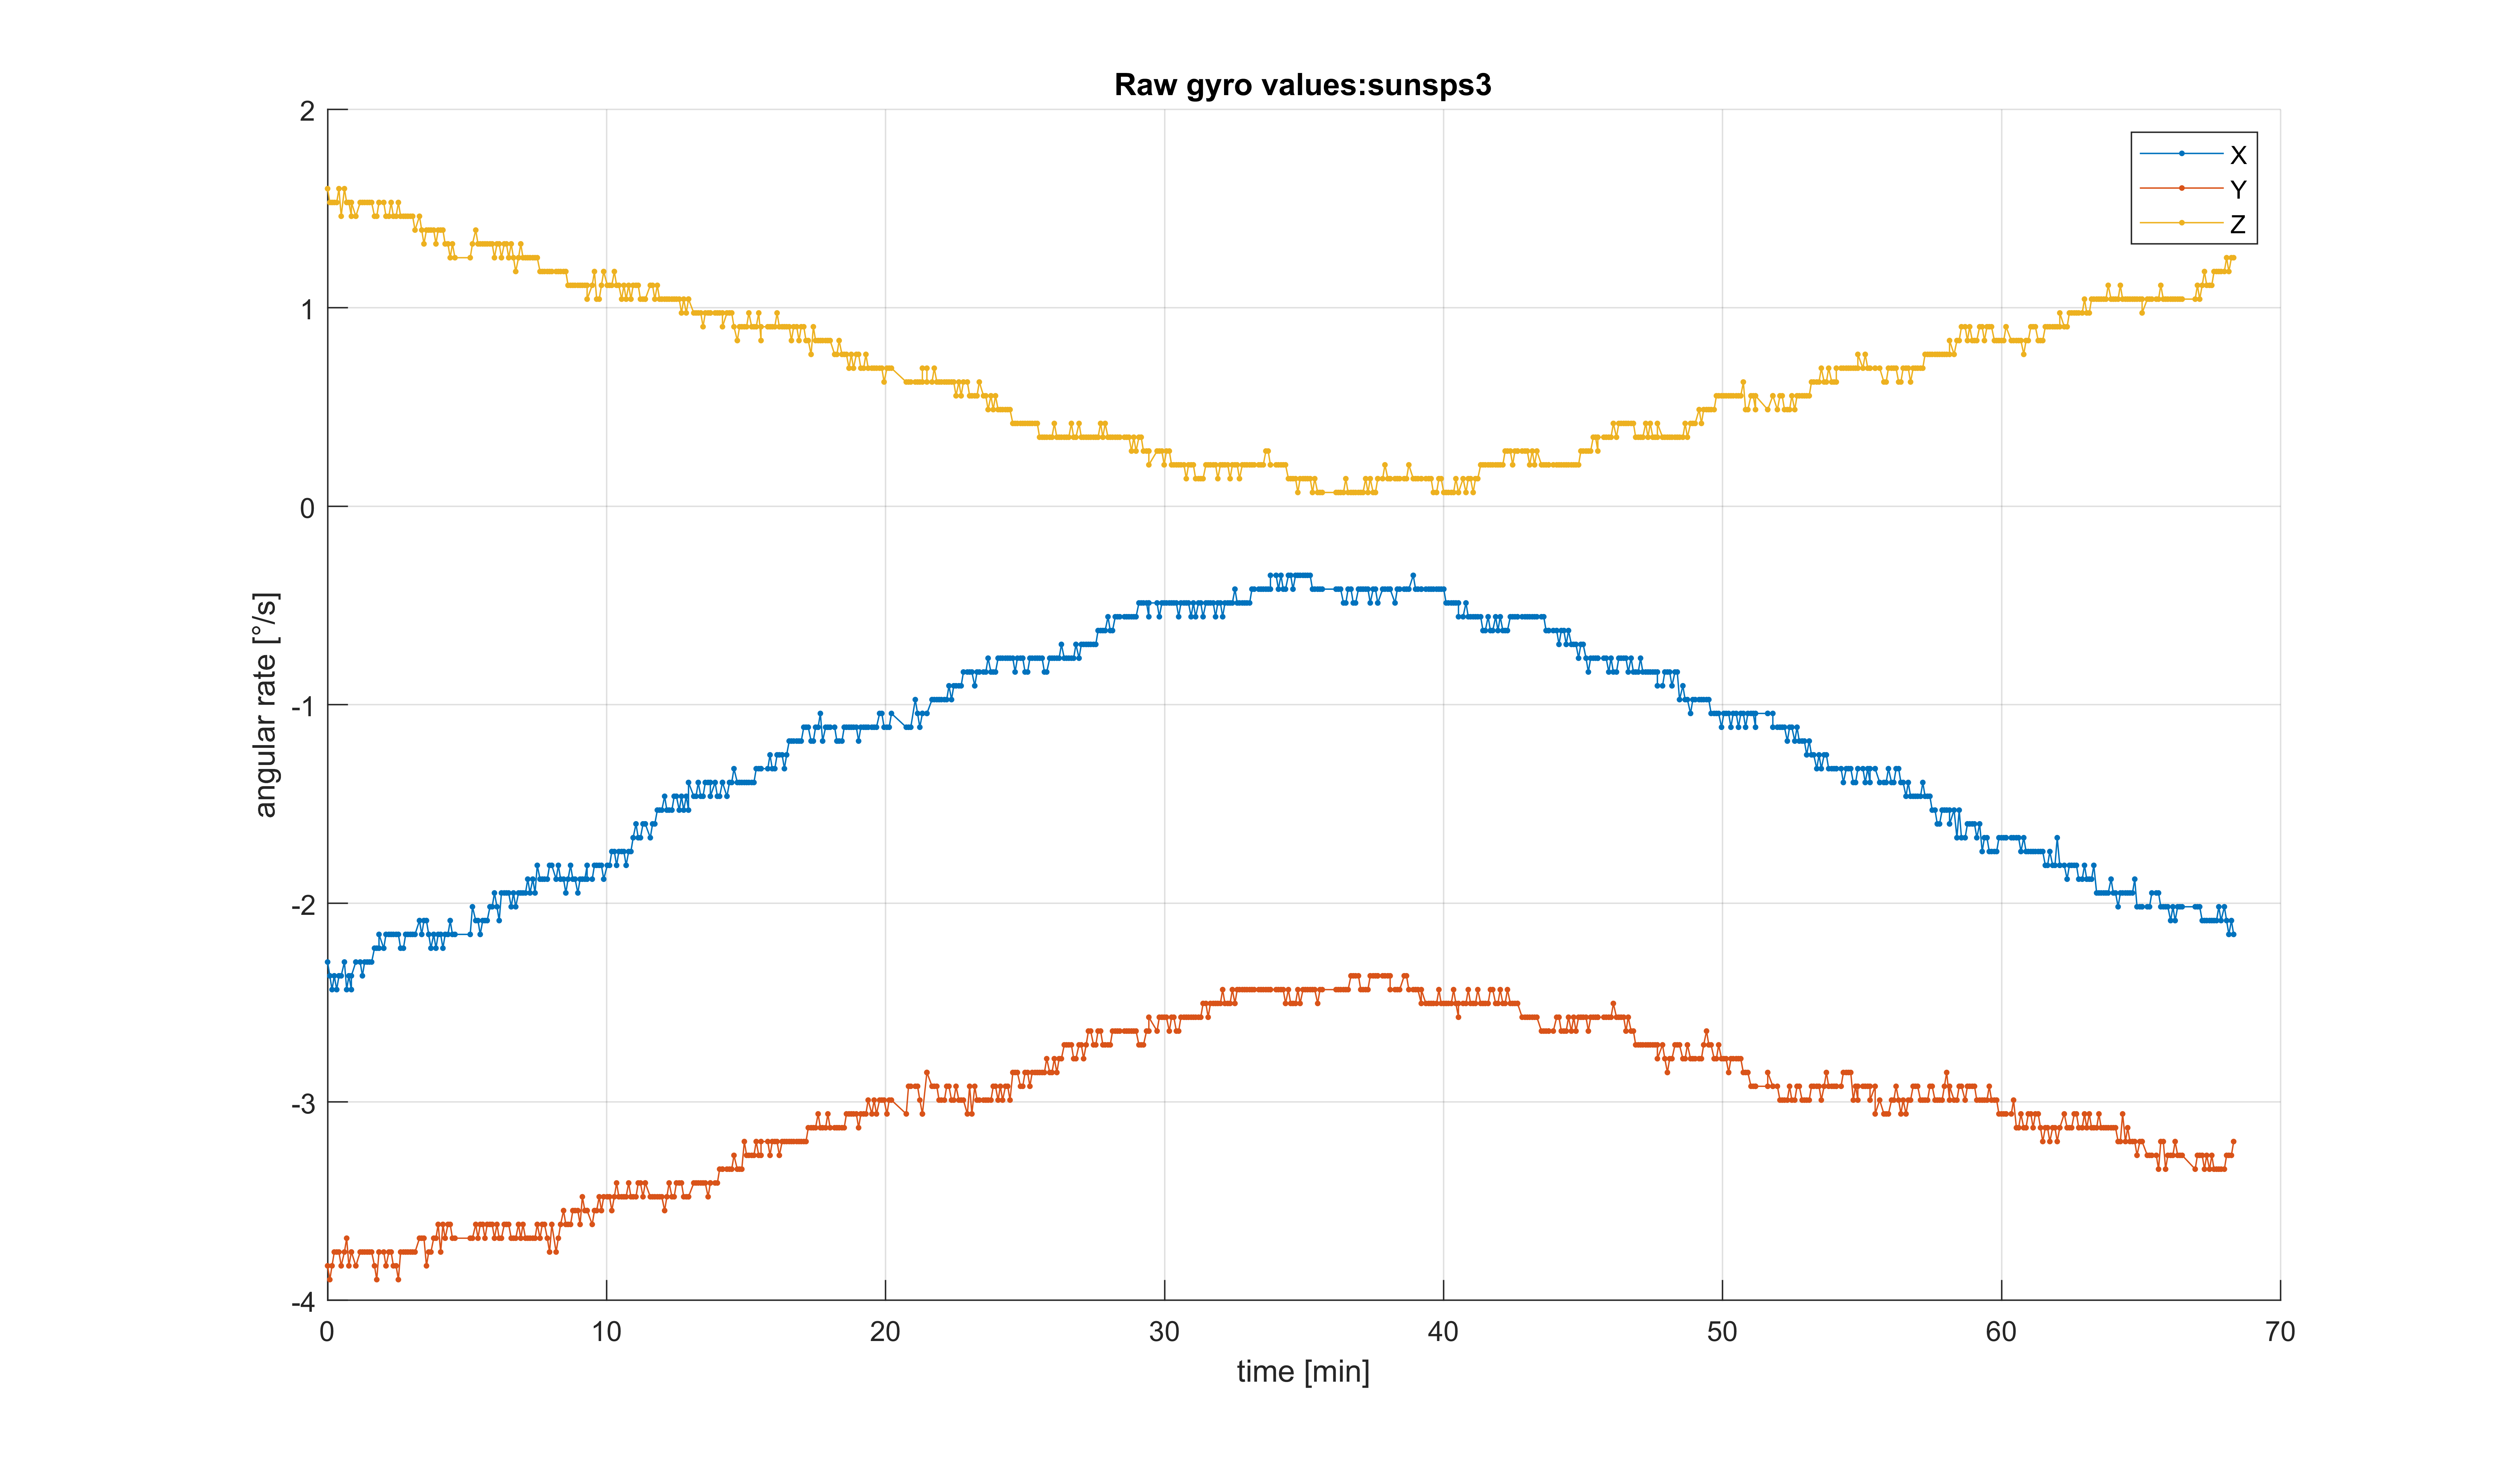 Raw gyro values:sunsps3
2
1
0
-1
-2
-3
-4
angular rate [°/s]
X
Y
Z
0 10 20 30 40 50 60 70
time [min]